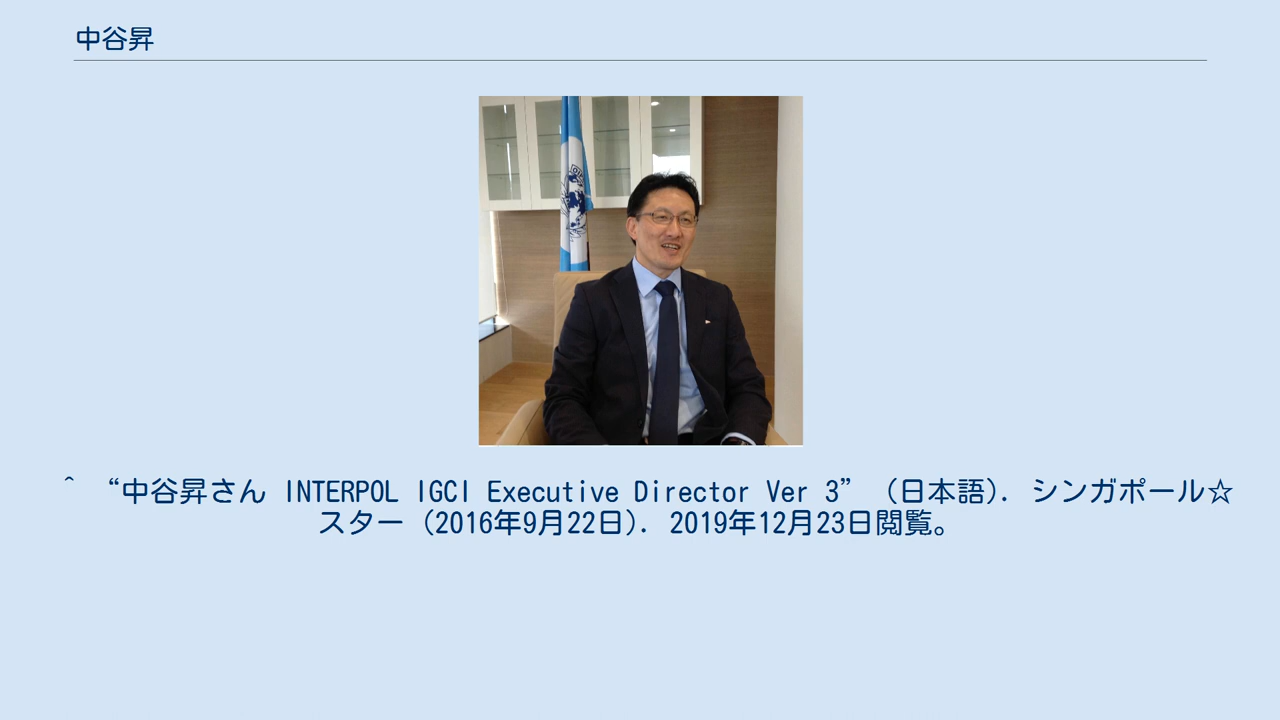 中谷昇
^ “中谷昇さん INTERPOL IGCI Executive Director Ver 3” (日本語). シンガポール☆
スター (2016年9月22日). 2019年12月23日閲覧。